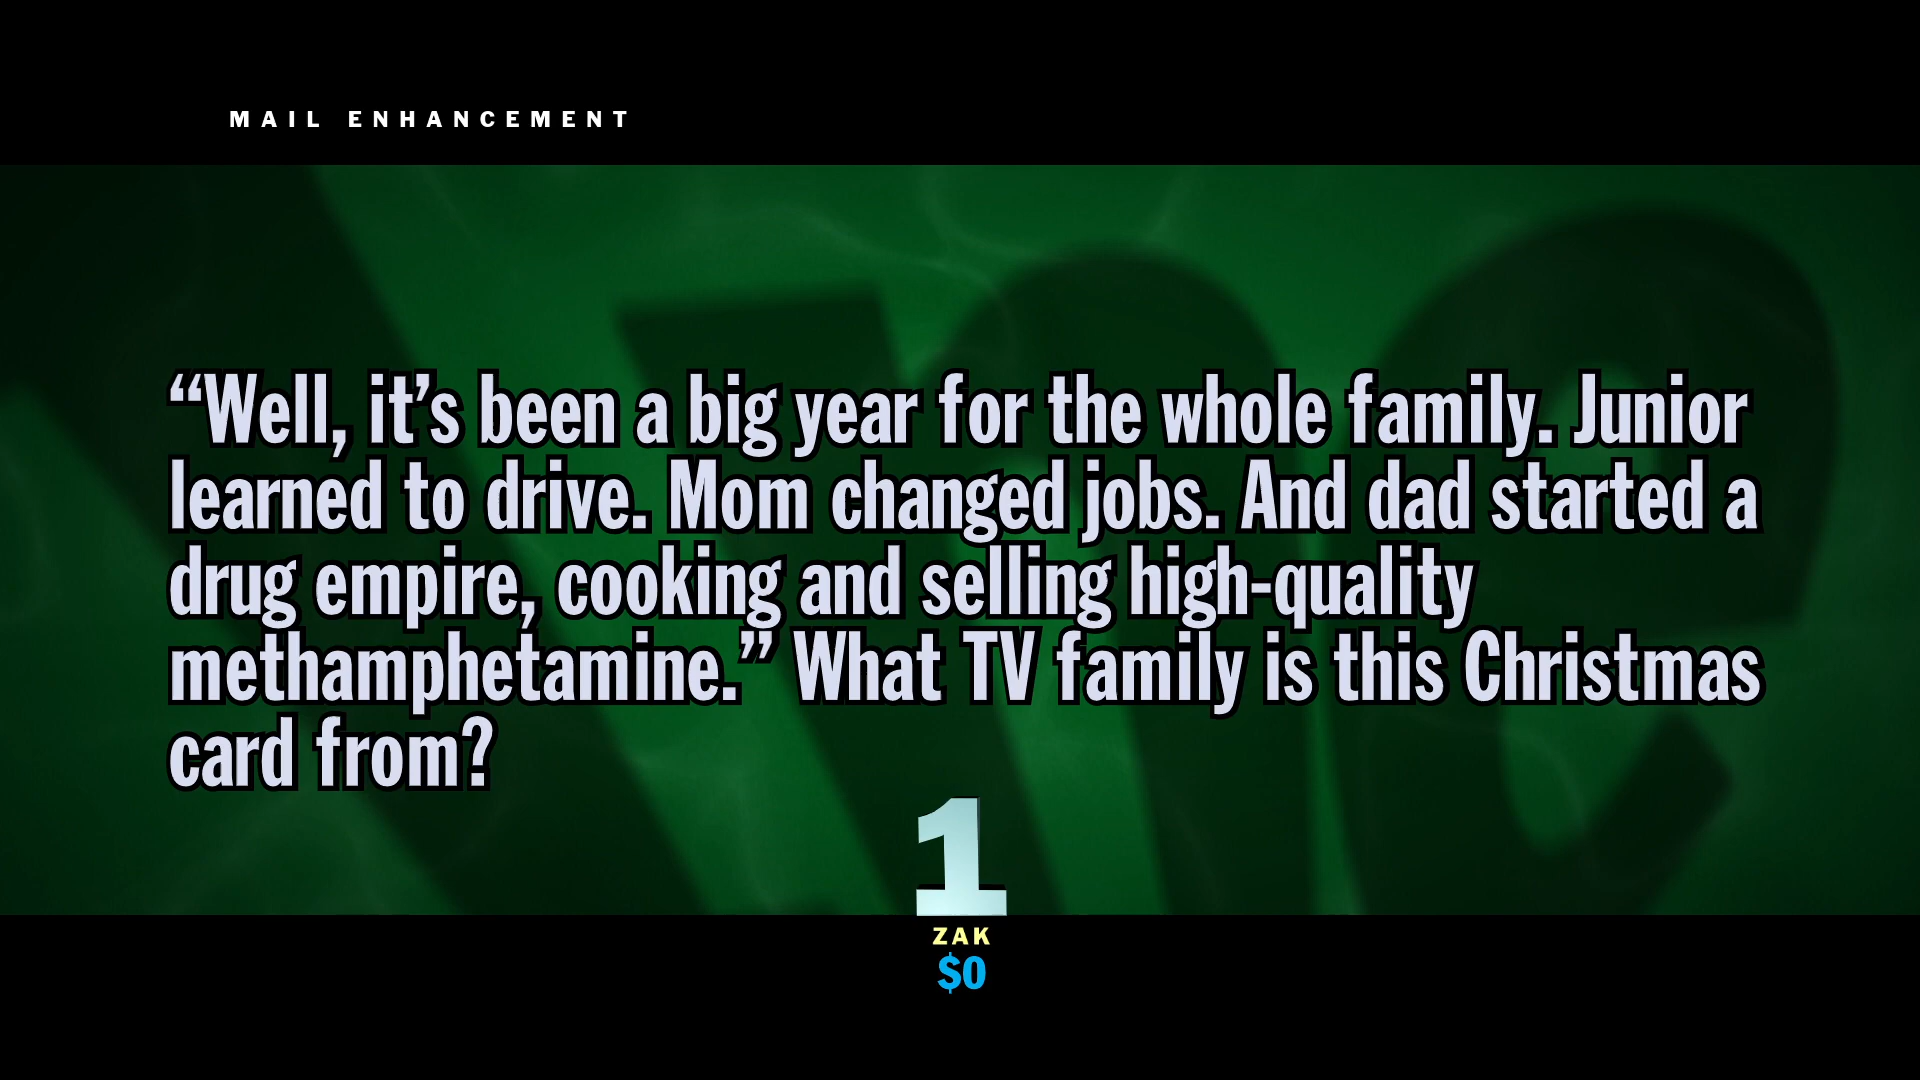 MAIL ENHANCEMENT
“Well, it’s been a big year for the whole family. Junior
learned to drive. Mom changed jobs. And dad started a
drug empire, cooking and selling high-quality
methamphetamine.” What TV family is this Christmas
card from?
1
ZAK
$0